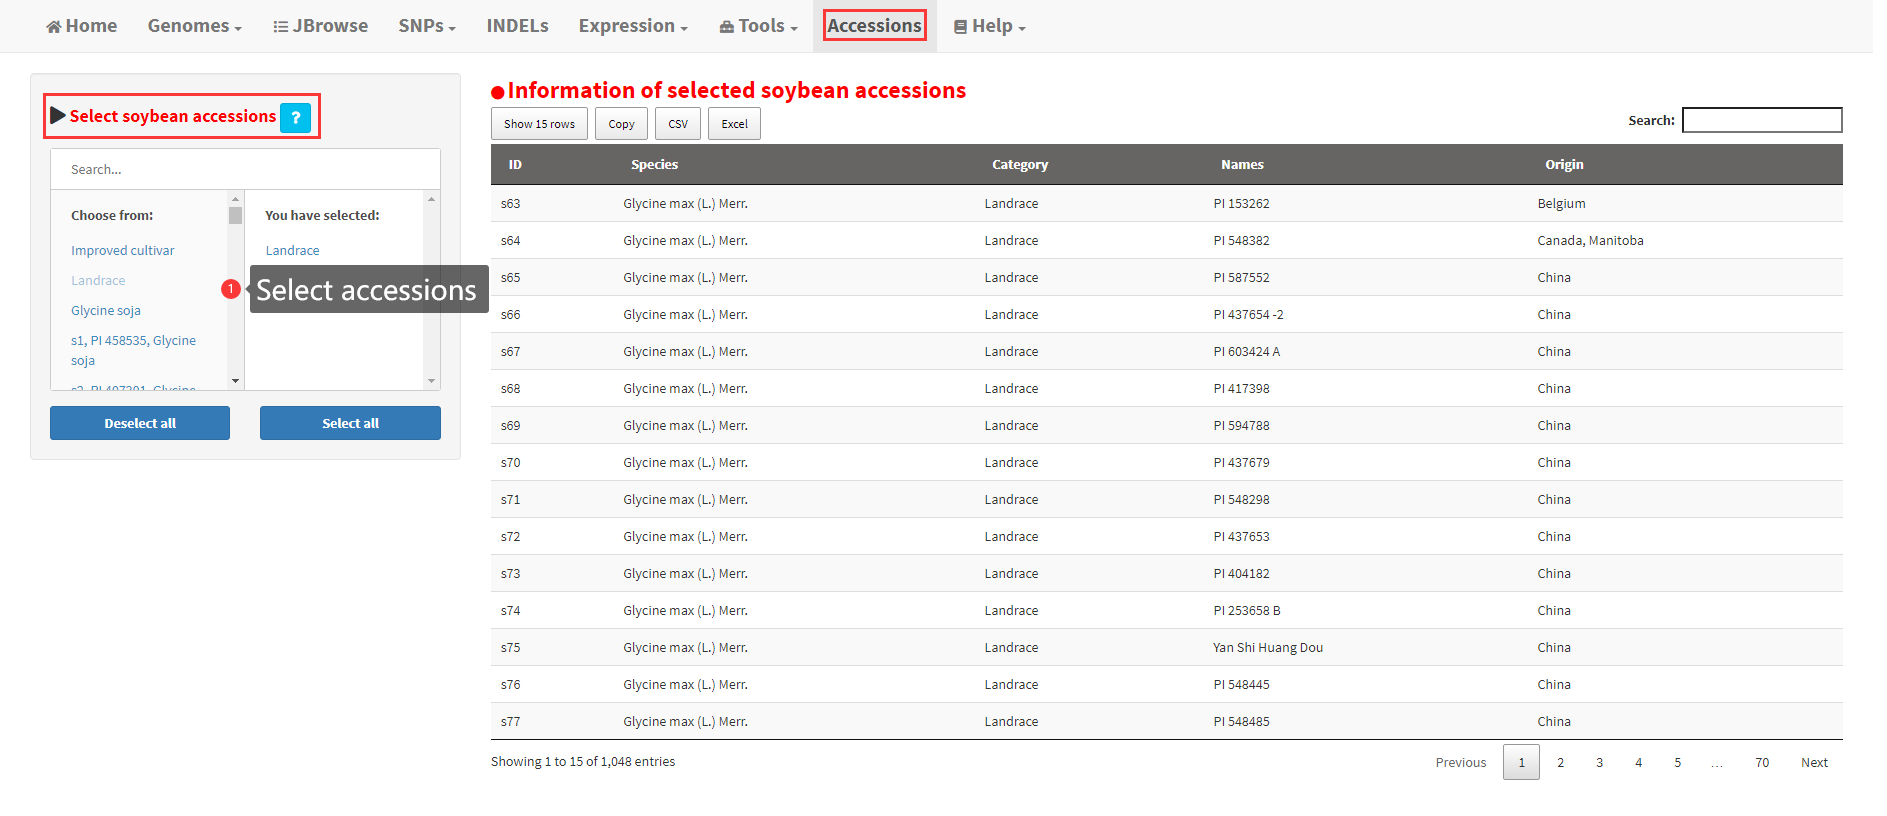 Home Genomes JBrowse SNPs INDELs Expression Tools Accessions Help
Select soybean accessions ?
Search...
Choose from:
Improved cultivar
Landrace
Glycine soja
s1, PI 458535, Glycine
soja
s2, PI 407301, Glycine
You have selected:
Landrace
1 Select accessions
Deselect all Select all
Information of selected soybean accessions
Show 15 rows Copy CSV Excel Search:
ID Species Category Names Origin
s63 Glycine max (L.) Merr. Landrace PI 153262 Belgium
s64 Glycine max (L.) Merr. Landrace PI 548382 Canada, Manitoba
s65 Glycine max (L.) Merr. Landrace PI 587552 China
s66 Glycine max (L.) Merr. Landrace PI 437654 -2 China
s67 Glycine max (L.) Merr. Landrace PI 603424 A China
s68 Glycine max (L.) Merr. Landrace PI 417398 China
s69 Glycine max (L.) Merr. Landrace PI 594788 China
s70 Glycine max (L.) Merr. Landrace PI 437679 China
s71 Glycine max (L.) Merr. Landrace PI 548298 China
s72 Glycine max (L.) Merr. Landrace PI 437653 China
s73 Glycine max (L.) Merr. Landrace PI 404182 China
s74 Glycine max (L.) Merr. Landrace PI 253658 B China
s75 Glycine max (L.) Merr. Landrace Yan Shi Huang Dou China
s76 Glycine max (L.) Merr. Landrace PI 548445 China
s77 Glycine max (L.) Merr. Landrace PI 548485 China
Showing 1 to 15 of 1,048 entries Previous 1 2 3 4 5 … 70 Next